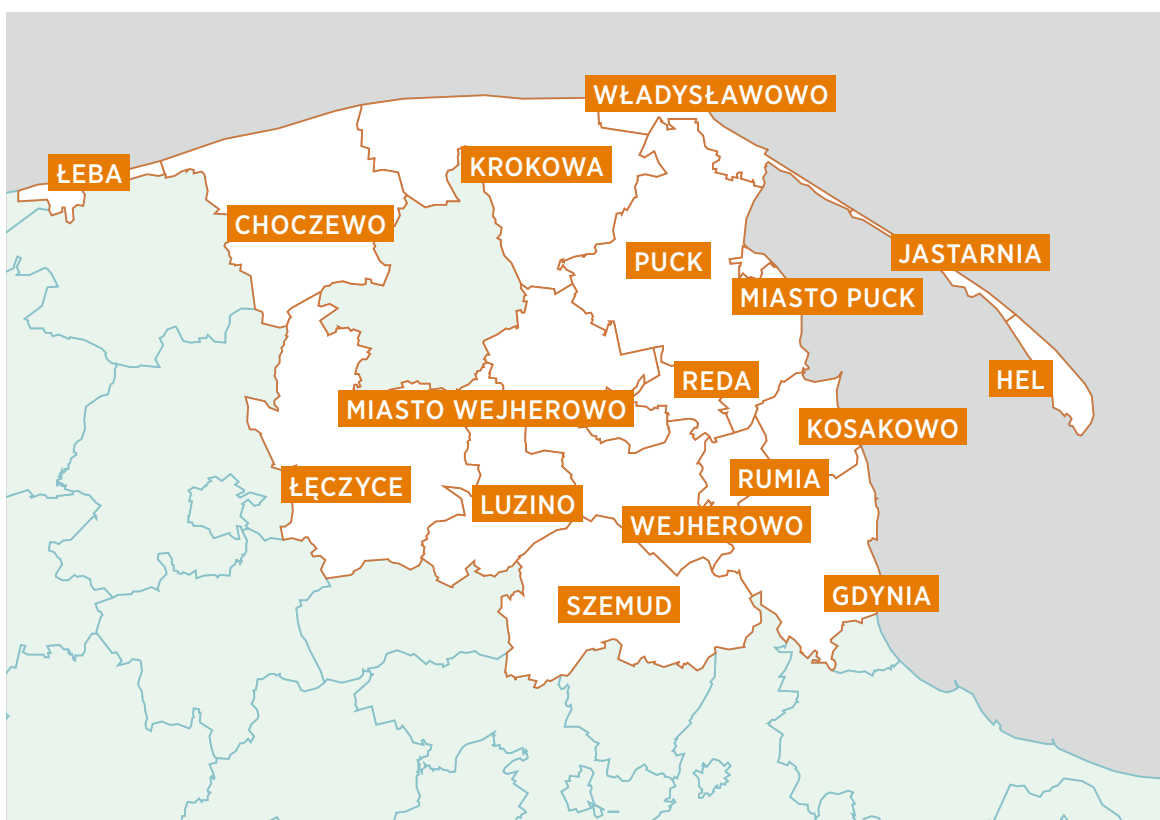 WŁADYSŁAWOWO
ŁEBA
KROKOWA
CHOCZEWO
JASTARNIA
PUCK
MIASTO PUCK
REDA
HEL
MIASTO WEJHEROWO
KOSAKOWO
ŁĘCZYCE
RUMIA
LUZINO
WEJHEROWO
GDYNIA
SZEMUD